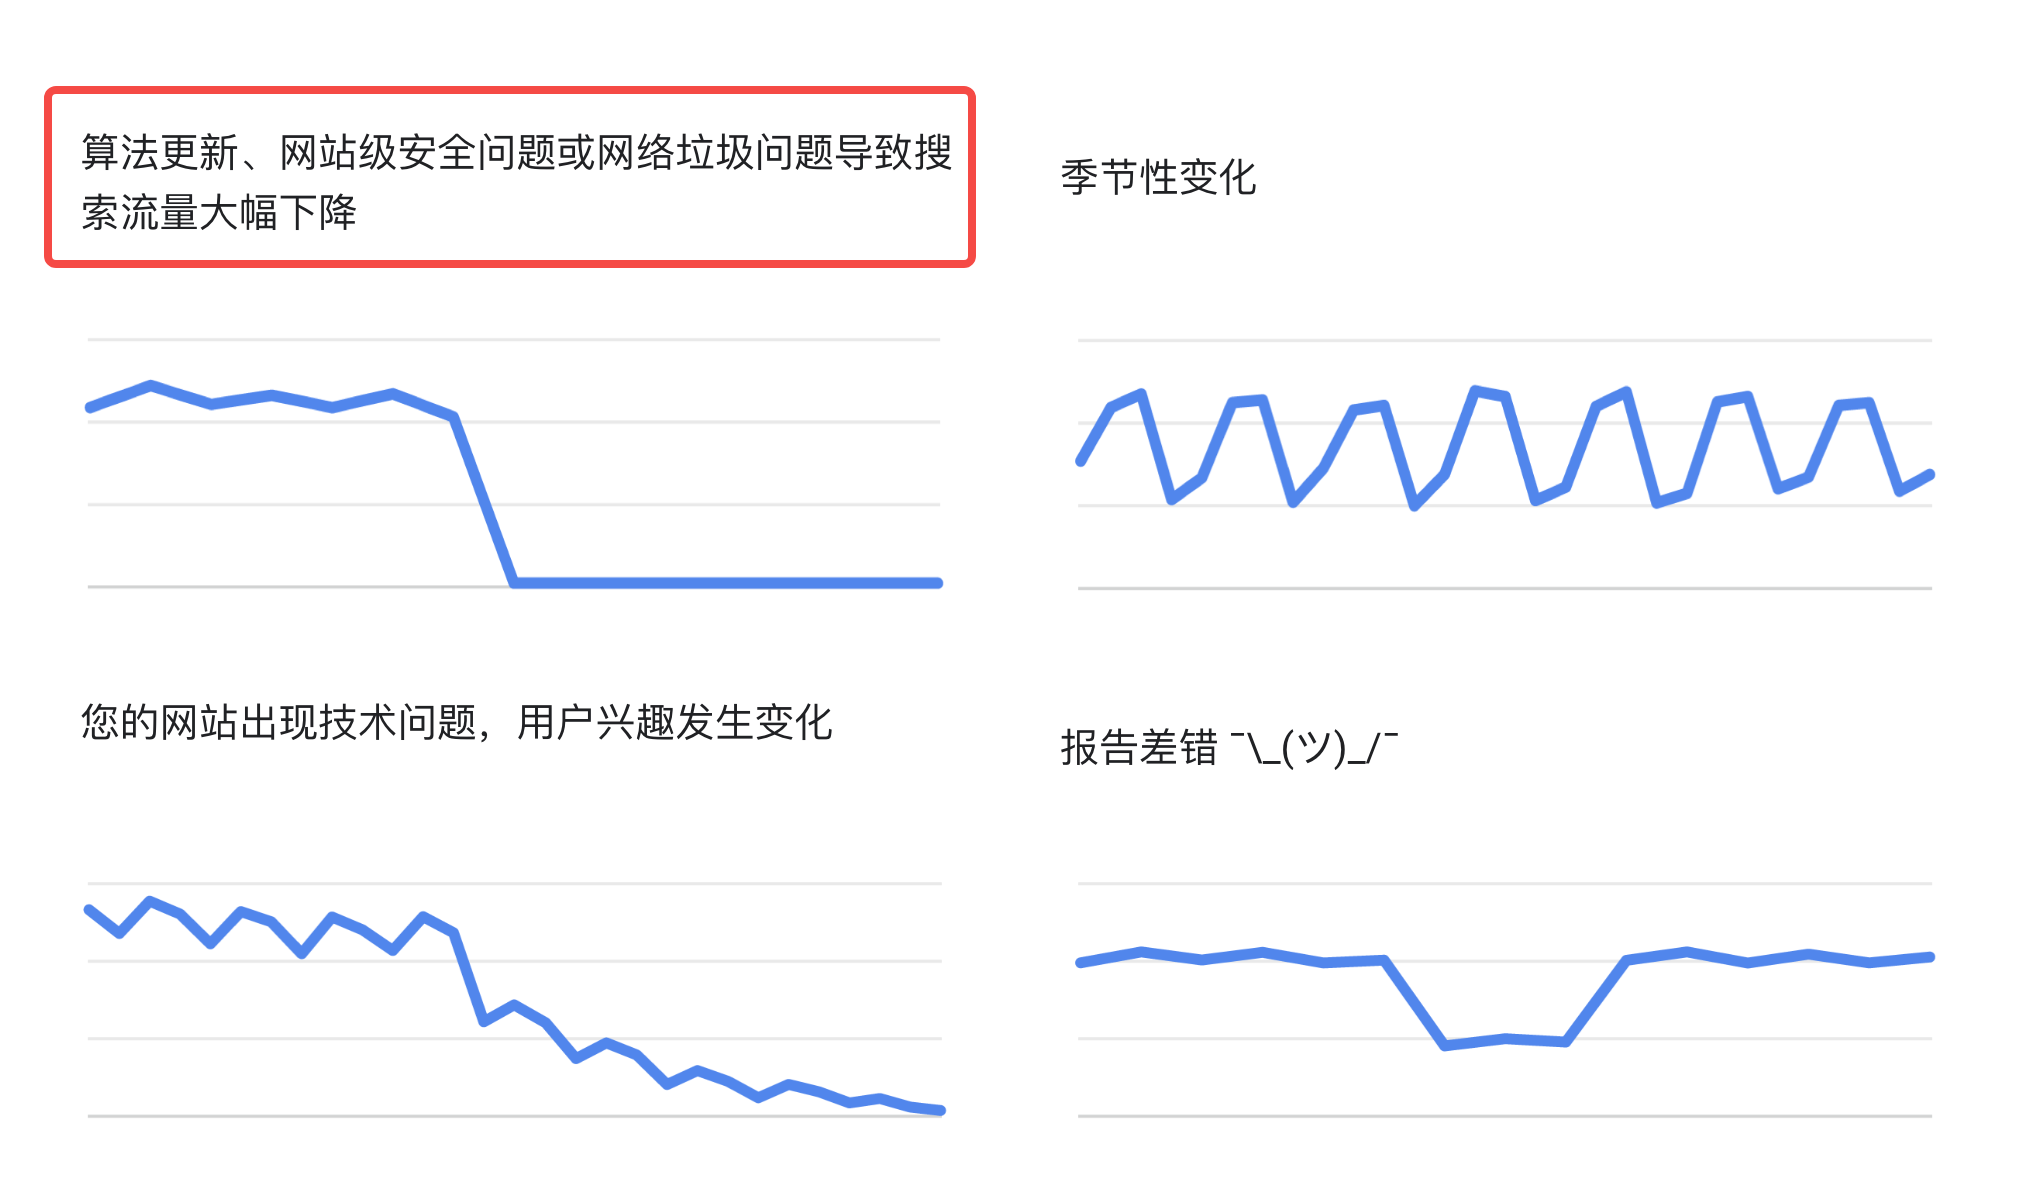 算法更新、网站级安全问题或网络垃圾问题导致搜
索流量大幅下降
季节性变化
您的网站出现技术问题，用户兴趣发生变化
报告差错 ¯\_(ツ)_/¯